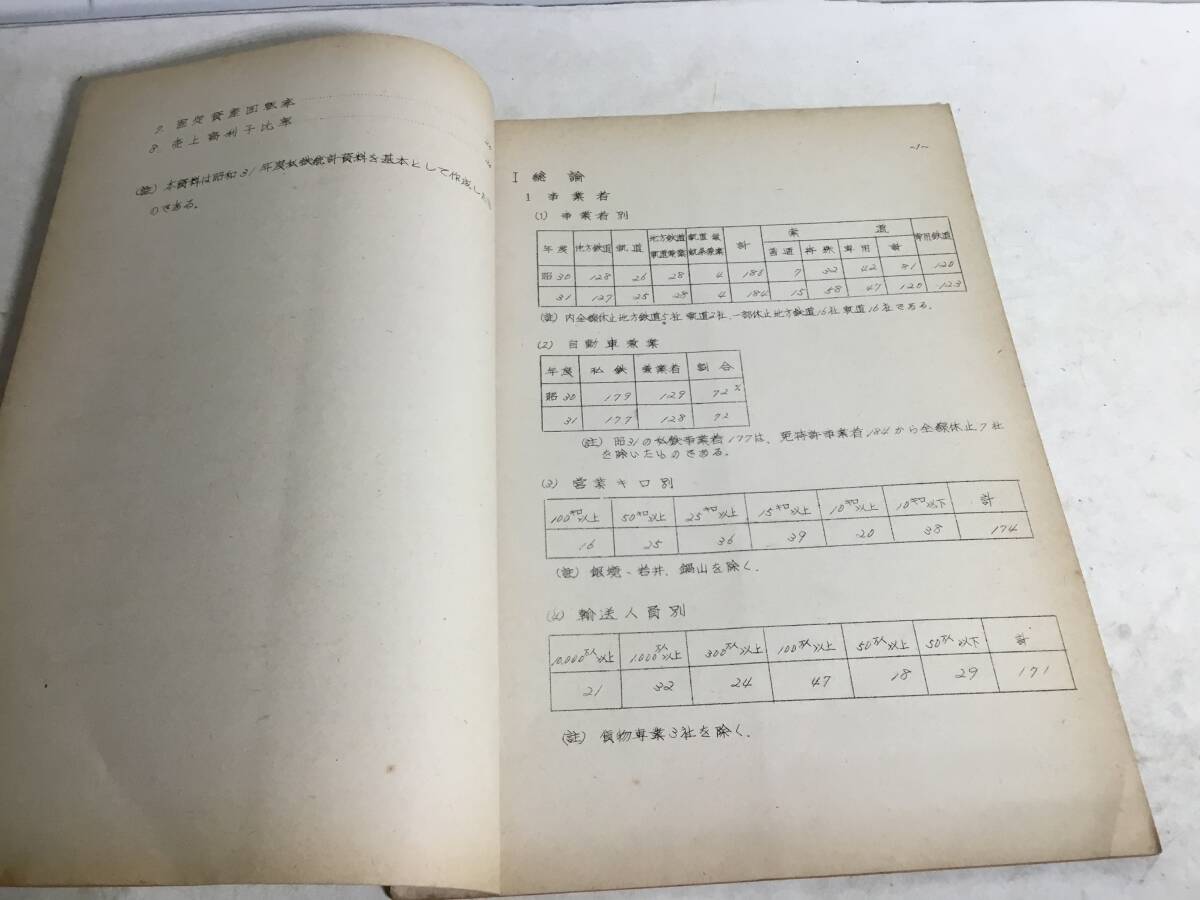 7. 固定資産回転率
8. 売上高利子比率
(註) 本資料は昭和31年度私鉄統計資料を基本として作成した
のである。
~1~
I 総論
1 事業者
(1) 事業者別
年度 地方鉄道 軌道 地方鉄道軌道兼業 計 索道 専用鉄道
普通 特殊 専用 計
昭30 128 26 28 4 186 7 32 42 81 120
31 127 25 28 4 184 15 58 47 120 123
(註) 内全線休止地方鉄道5社軌道2社、一部休止地方鉄道16社軌道16社である。
(2) 自動車兼業
年度 私鉄 兼業者 割合
昭30 179 129 72%
31 177 128 72
(註) 昭31の私鉄事業者177は、免特許事業者184から全線休止7社
を除いたものである。
(3) 営業キロ別
100キロ以上 50キロ以上 25キロ以上 15キロ以上 10キロ以上 10キロ以下 計
16 25 36 39 20 38 174
(註) 銀境、岩井、鍋山を除く。
(4) 輸送人員別
10,000万人以上 1,000万人以上 300万人以上 100万人以上 50万人以上 50万人以下 計
21 32 24 47 18 29 171
(註) 貨物専業3社を除く。